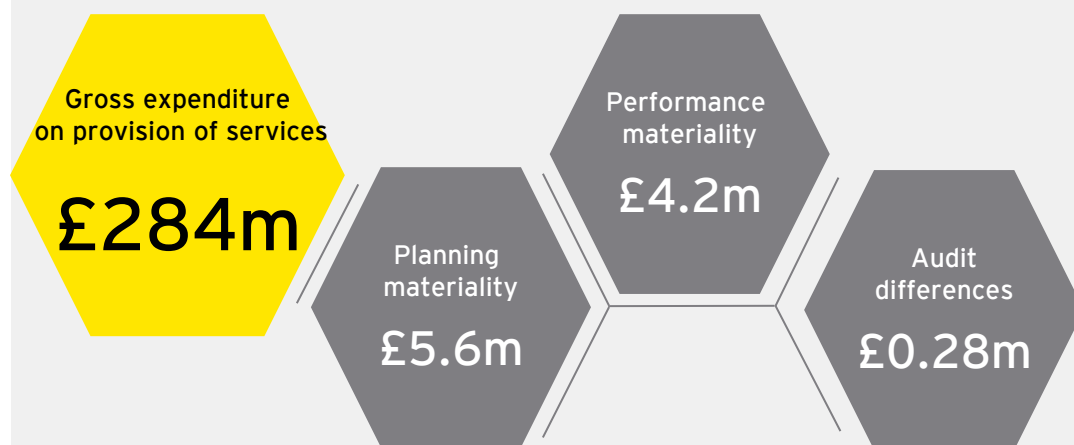 Gross expenditure
on provision of services
£284m
Planning
materiality
£5.6m
Performance
materiality
£4.2m
Audit
differences
£0.28m